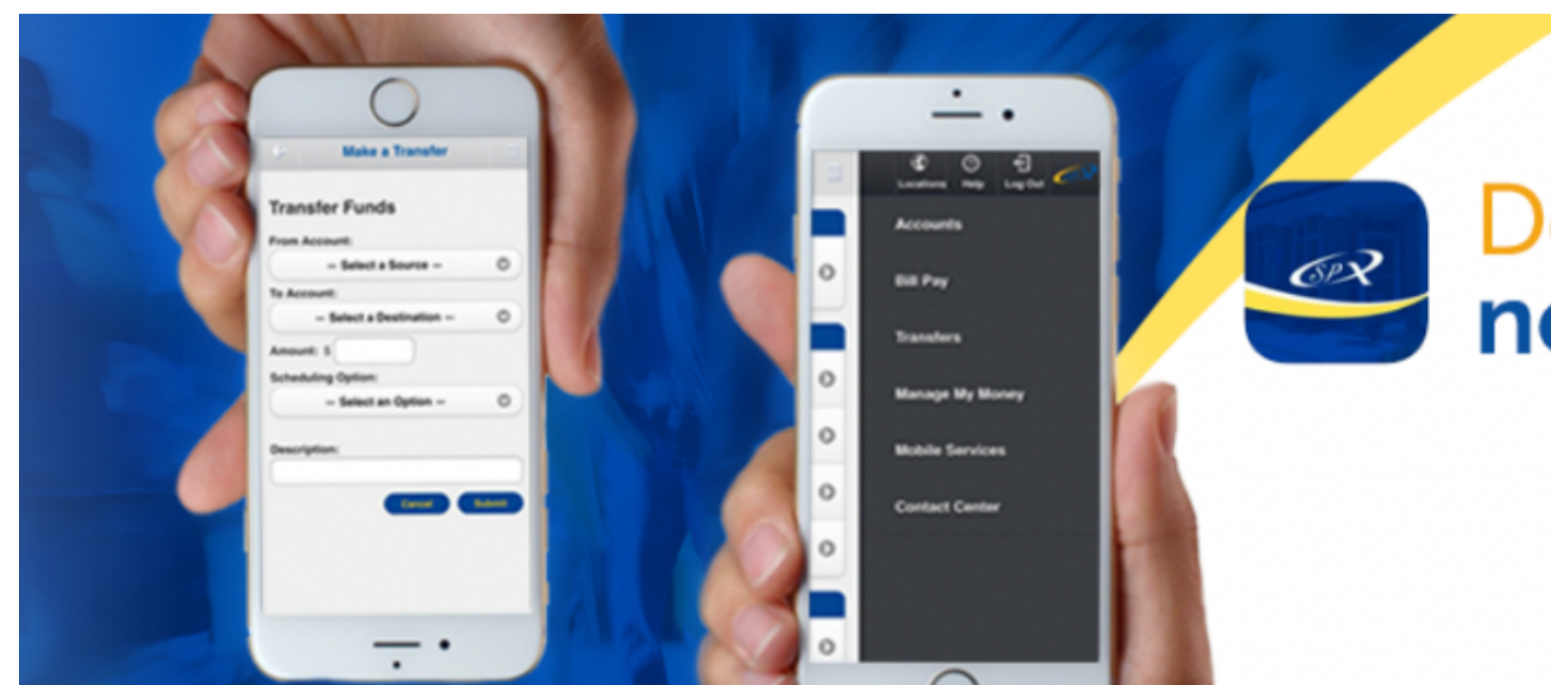 Make a Transfer
Transfer Funds
From Account:
-- Select a Source --
To Account:
-- Select a Destination --
Amount: $
Scheduling Option:
-- Select an Option --
Description:
Cancel Submit
Locations Help Log Out
Accounts
Bill Pay
Transfers
Manage My Money
Mobile Services
Contact Center
SPX